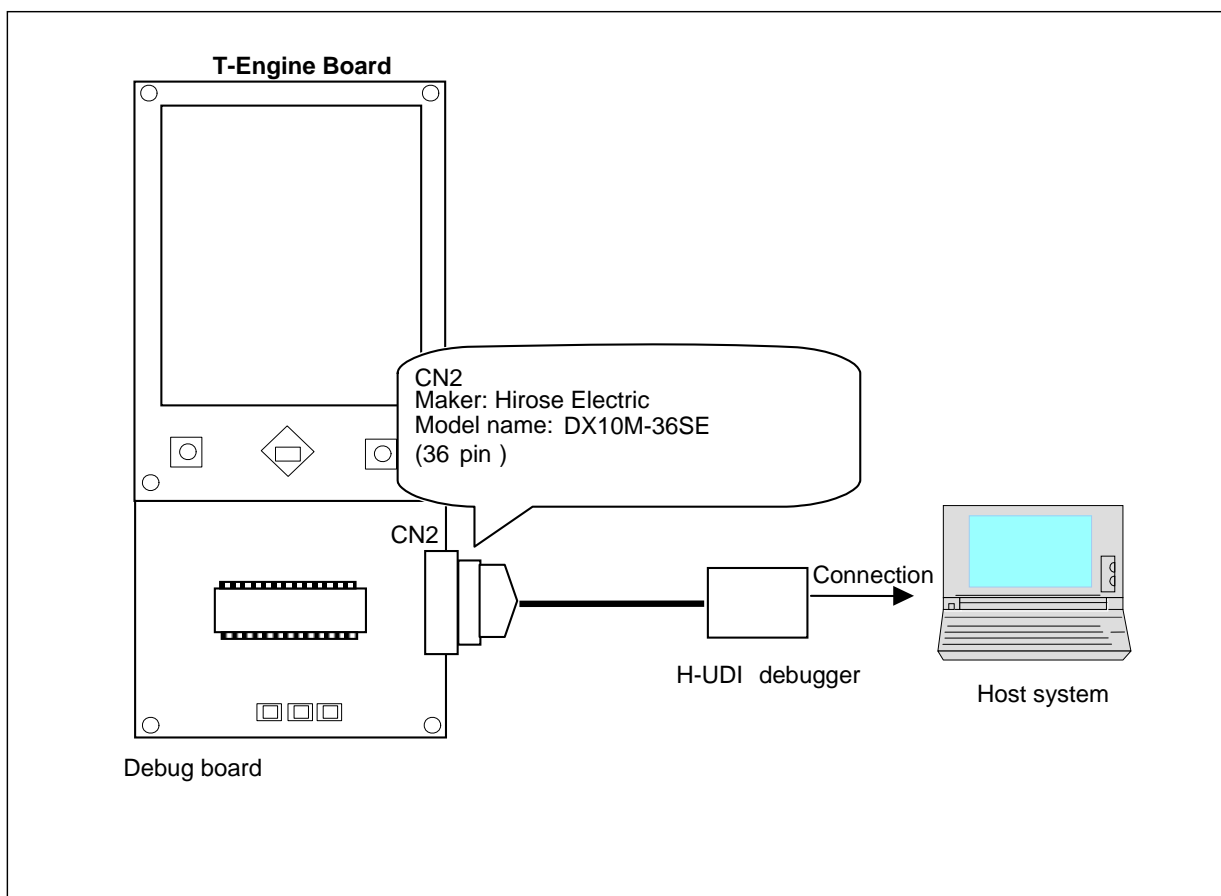 T-Engine Board
CN2
Maker: Hirose Electric
Model name: DX10M-36SE
(36 pin )
CN2
Connection
H-UDI debugger
Host system
Debug board